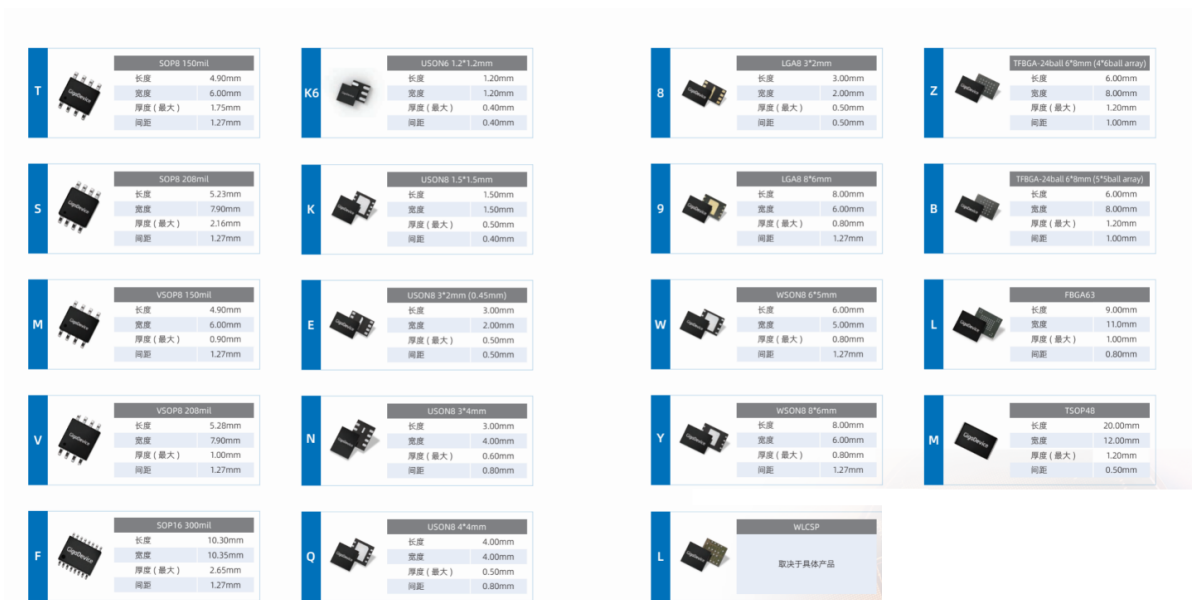 T
GigaDevice
SOP8 150mil
长度 4.90mm
宽度 6.00mm
厚度 ( 最大 ) 1.75mm
间距 1.27mm
S
GigaDevice
SOP8 208mil
长度 5.23mm
宽度 7.90mm
厚度 ( 最大 ) 2.16mm
间距 1.27mm
M
GigaDevice
VSOP8 150mil
长度 4.90mm
宽度 6.00mm
厚度 ( 最大 ) 0.90mm
间距 1.27mm
V
GigaDevice
VSOP8 208mil
长度 5.28mm
宽度 7.90mm
厚度 ( 最大 ) 1.00mm
间距 1.27mm
F
GigaDevice
SOP16 300mil
长度 10.30mm
宽度 10.35mm
厚度 ( 最大 ) 2.65mm
间距 1.27mm
K6
USON6 1.2*1.2mm
长度 1.20mm
宽度 1.20mm
厚度 ( 最大 ) 0.40mm
间距 0.40mm
K
GigaDevice
USON8 1.5*1.5mm
长度 1.50mm
宽度 1.50mm
厚度 ( 最大 ) 0.50mm
间距 0.40mm
E
GigaDevice
USON8 3*2mm (0.45mm)
长度 3.00mm
宽度 2.00mm
厚度 ( 最大 ) 0.50mm
间距 0.50mm
N
GigaDevice
USON8 3*4mm
长度 3.00mm
宽度 4.00mm
厚度 ( 最大 ) 0.60mm
间距 0.80mm
Q
GigaDevice
USON8 4*4mm
长度 4.00mm
宽度 4.00mm
厚度 ( 最大 ) 0.50mm
间距 0.80mm
8
GigaDevice
LGA8 3*2mm
长度 3.00mm
宽度 2.00mm
厚度 ( 最大 ) 0.50mm
间距 0.50mm
9
GigaDevice
LGA8 8*6mm
长度 8.00mm
宽度 6.00mm
厚度 ( 最大 ) 0.80mm
间距 1.27mm
W
GigaDevice
WSON8 6*5mm
长度 6.00mm
宽度 5.00mm
厚度 ( 最大 ) 0.80mm
间距 1.27mm
Y
GigaDevice
WSON8 8*6mm
长度 8.00mm
宽度 6.00mm
厚度 ( 最大 ) 0.80mm
间距 1.27mm
L
GigaDevice
WLCSP
取决于具体产品
Z
GigaDevice
TFBGA-24ball 6*8mm (4*6ball array)
长度 6.00mm
宽度 8.00mm
厚度 ( 最大 ) 1.20mm
间距 1.00mm
B
GigaDevice
TFBGA-24ball 6*8mm (5*5ball array)
长度 6.00mm
宽度 8.00mm
厚度 ( 最大 ) 1.20mm
间距 1.00mm
L
GigaDevice
FBGA63
长度 9.00mm
宽度 11.0mm
厚度 ( 最大 ) 1.00mm
间距 0.80mm
M
GigaDevice
TSOP48
长度 20.00mm
宽度 12.00mm
厚度 ( 最大 ) 1.20mm
间距 0.50mm